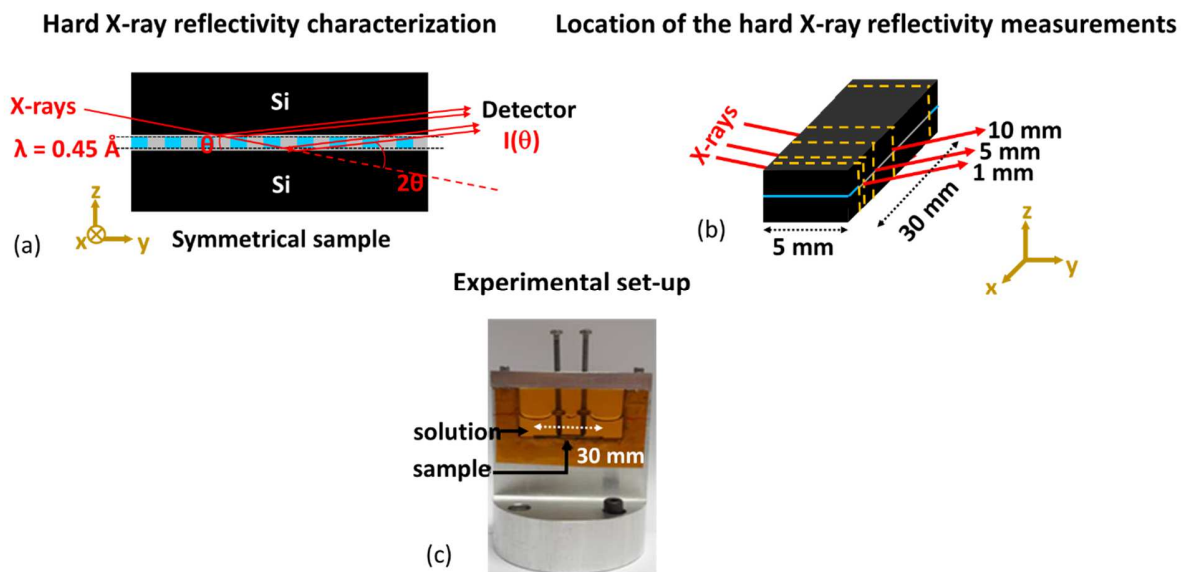 Hard X-ray reflectivity characterization
Location of the hard X-ray reflectivity measurements
Si
X-rays
Detector
λ = 0.45 Å
θ
I(θ)
Si
2θ
z
x
y
(a)
Symmetrical sample
X-rays
10 mm
5 mm
1 mm
30 mm
5 mm
(b)
z
y
x
Experimental set-up
solution
30 mm
sample
(c)